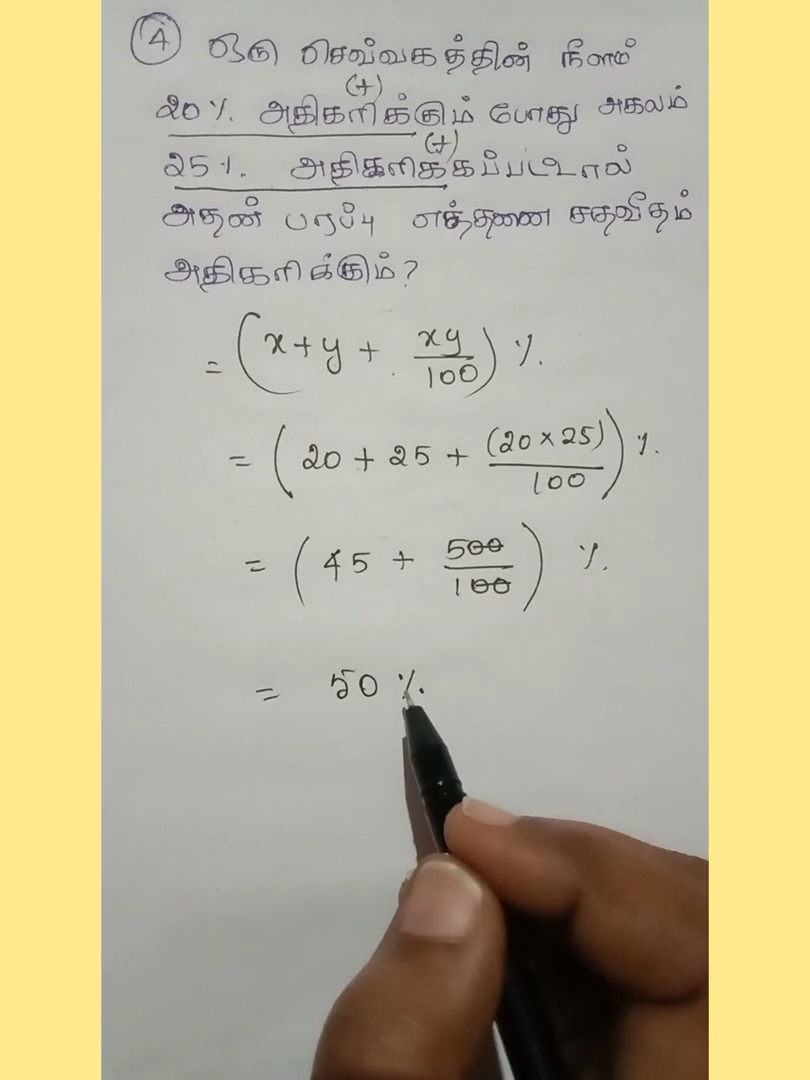 4 ஒரு செவ்வகத்தின் நீளம்
(+)
20%. அதிகரிக்கும் போது அகலம்
(+)
25%. அதிகரிக்கப்பட்டால்
அதன் பரப்பு எத்தனை சதவீதம்
அதிகரிக்கும்?
= (x+y + xy/100) %.
= (20 + 25 + (20 × 25)/100) %.
= (45 + 500/100) %.
= 50 %.